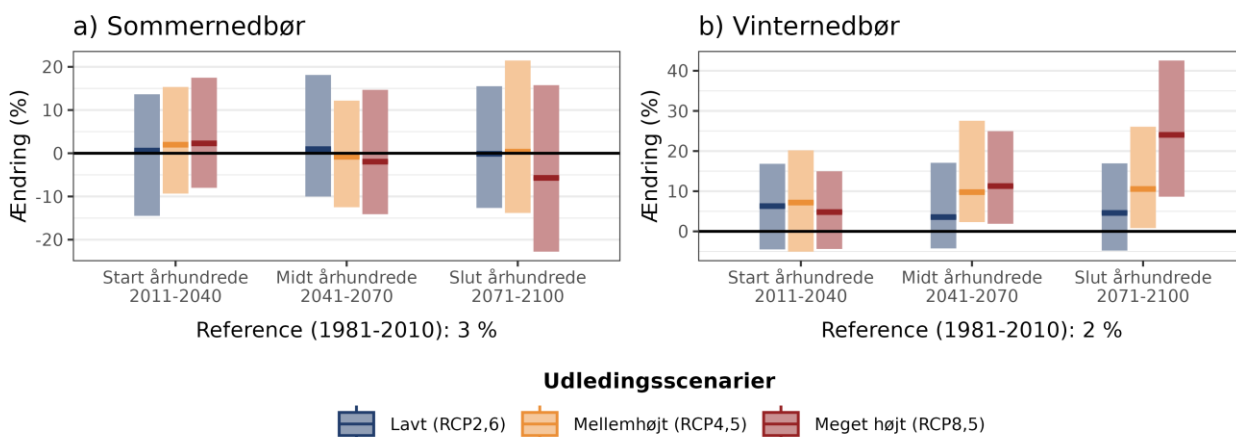 a) Sommernedbør
Ændring (%)
20
10
0
-10
-20
Start århundrede
2011-2040
Midt århundrede
2041-2070
Slut århundrede
2071-2100
Reference (1981-2010): 3 %
b) Vinternedbør
Ændring (%)
40
30
20
10
0
Start århundrede
2011-2040
Midt århundrede
2041-2070
Slut århundrede
2071-2100
Reference (1981-2010): 2 %
Udledingsscenarier
Lavt (RCP2,6)
Mellemhøjt (RCP4,5)
Meget højt (RCP8,5)